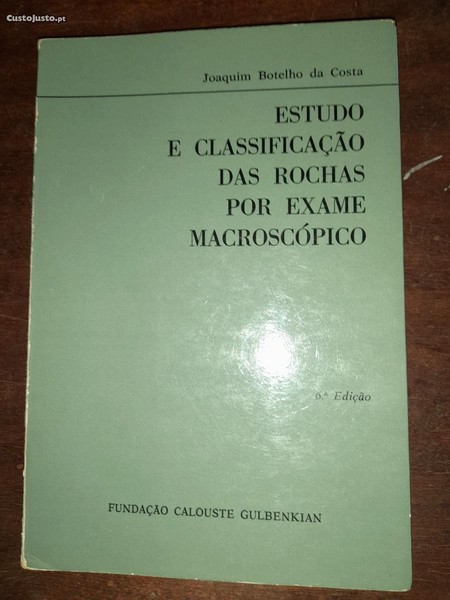 CustoJusto.pt
Joaquim Botelho da Costa
ESTUDO
E CLASSIFICAÇÃO
DAS ROCHAS
POR EXAME
MACROSCÓPICO
6.ª Edição
FUNDAÇÃO CALOUSTE GULBENKIAN